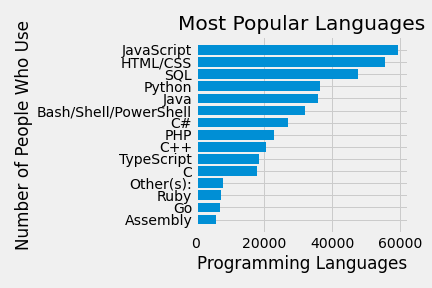 Most Popular Languages
Number of People Who Use
JavaScript
HTML/CSS
SQL
Python
Java
Bash/Shell/PowerShell
C#
PHP
C++
TypeScript
C
Other(s):
Ruby
Go
Assembly
0 20000 40000 60000
Programming Languages